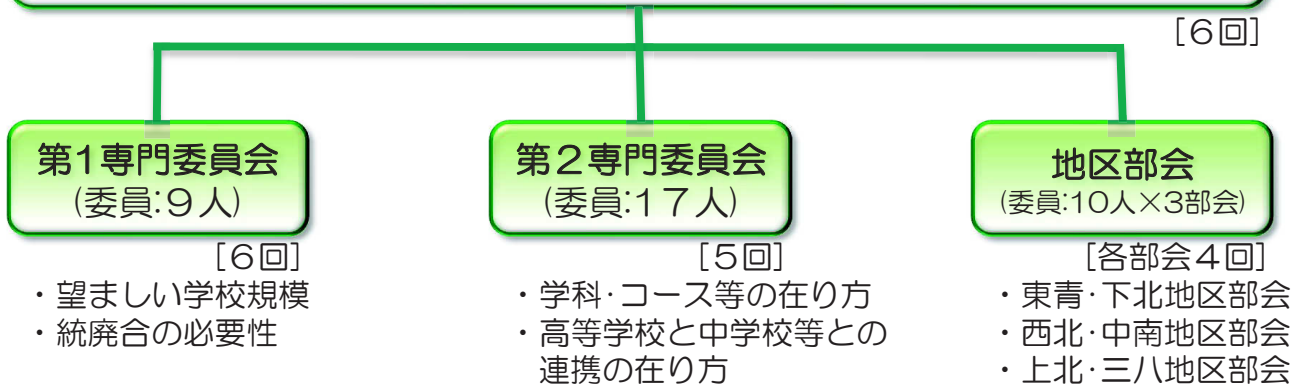 [6回]
第1専門委員会
(委員:9人)
[6回]
・望ましい学校規模
・統廃合の必要性
第2専門委員会
(委員:17人)
[5回]
・学科・コース等の在り方
・高等学校と中学校等との
連携の在り方
地区部会
(委員:10人×3部会)
[各部会4回]
・東青・下北地区部会
・西北・中南地区部会
・上北・三八地区部会